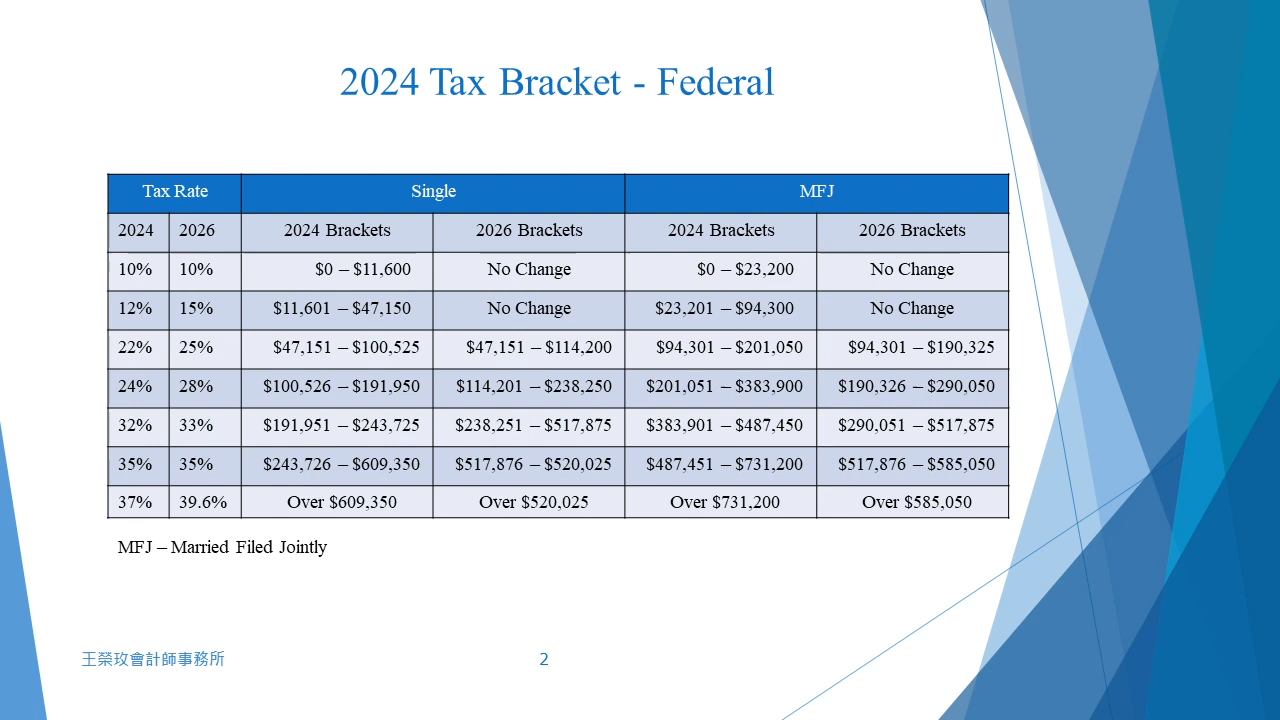 2024 Tax Bracket - Federal
Tax Rate Single MFJ
2024 2026 2024 Brackets 2026 Brackets 2024 Brackets 2026 Brackets
10% 10% $0 – $11,600 No Change $0 – $23,200 No Change
12% 15% $11,601 – $47,150 No Change $23,201 – $94,300 No Change
22% 25% $47,151 – $100,525 $47,151 – $114,200 $94,301 – $201,050 $94,301 – $190,325
24% 28% $100,526 – $191,950 $114,201 – $238,250 $201,051 – $383,900 $190,326 – $290,050
32% 33% $191,951 – $243,725 $238,251 – $517,875 $383,901 – $487,450 $290,051 – $517,875
35% 35% $243,726 – $609,350 $517,876 – $520,025 $487,451 – $731,200 $517,876 – $585,050
37% 39.6% Over $609,350 Over $520,025 Over $731,200 Over $585,050
MFJ – Married Filed Jointly
王榮玫會計師事務所 2